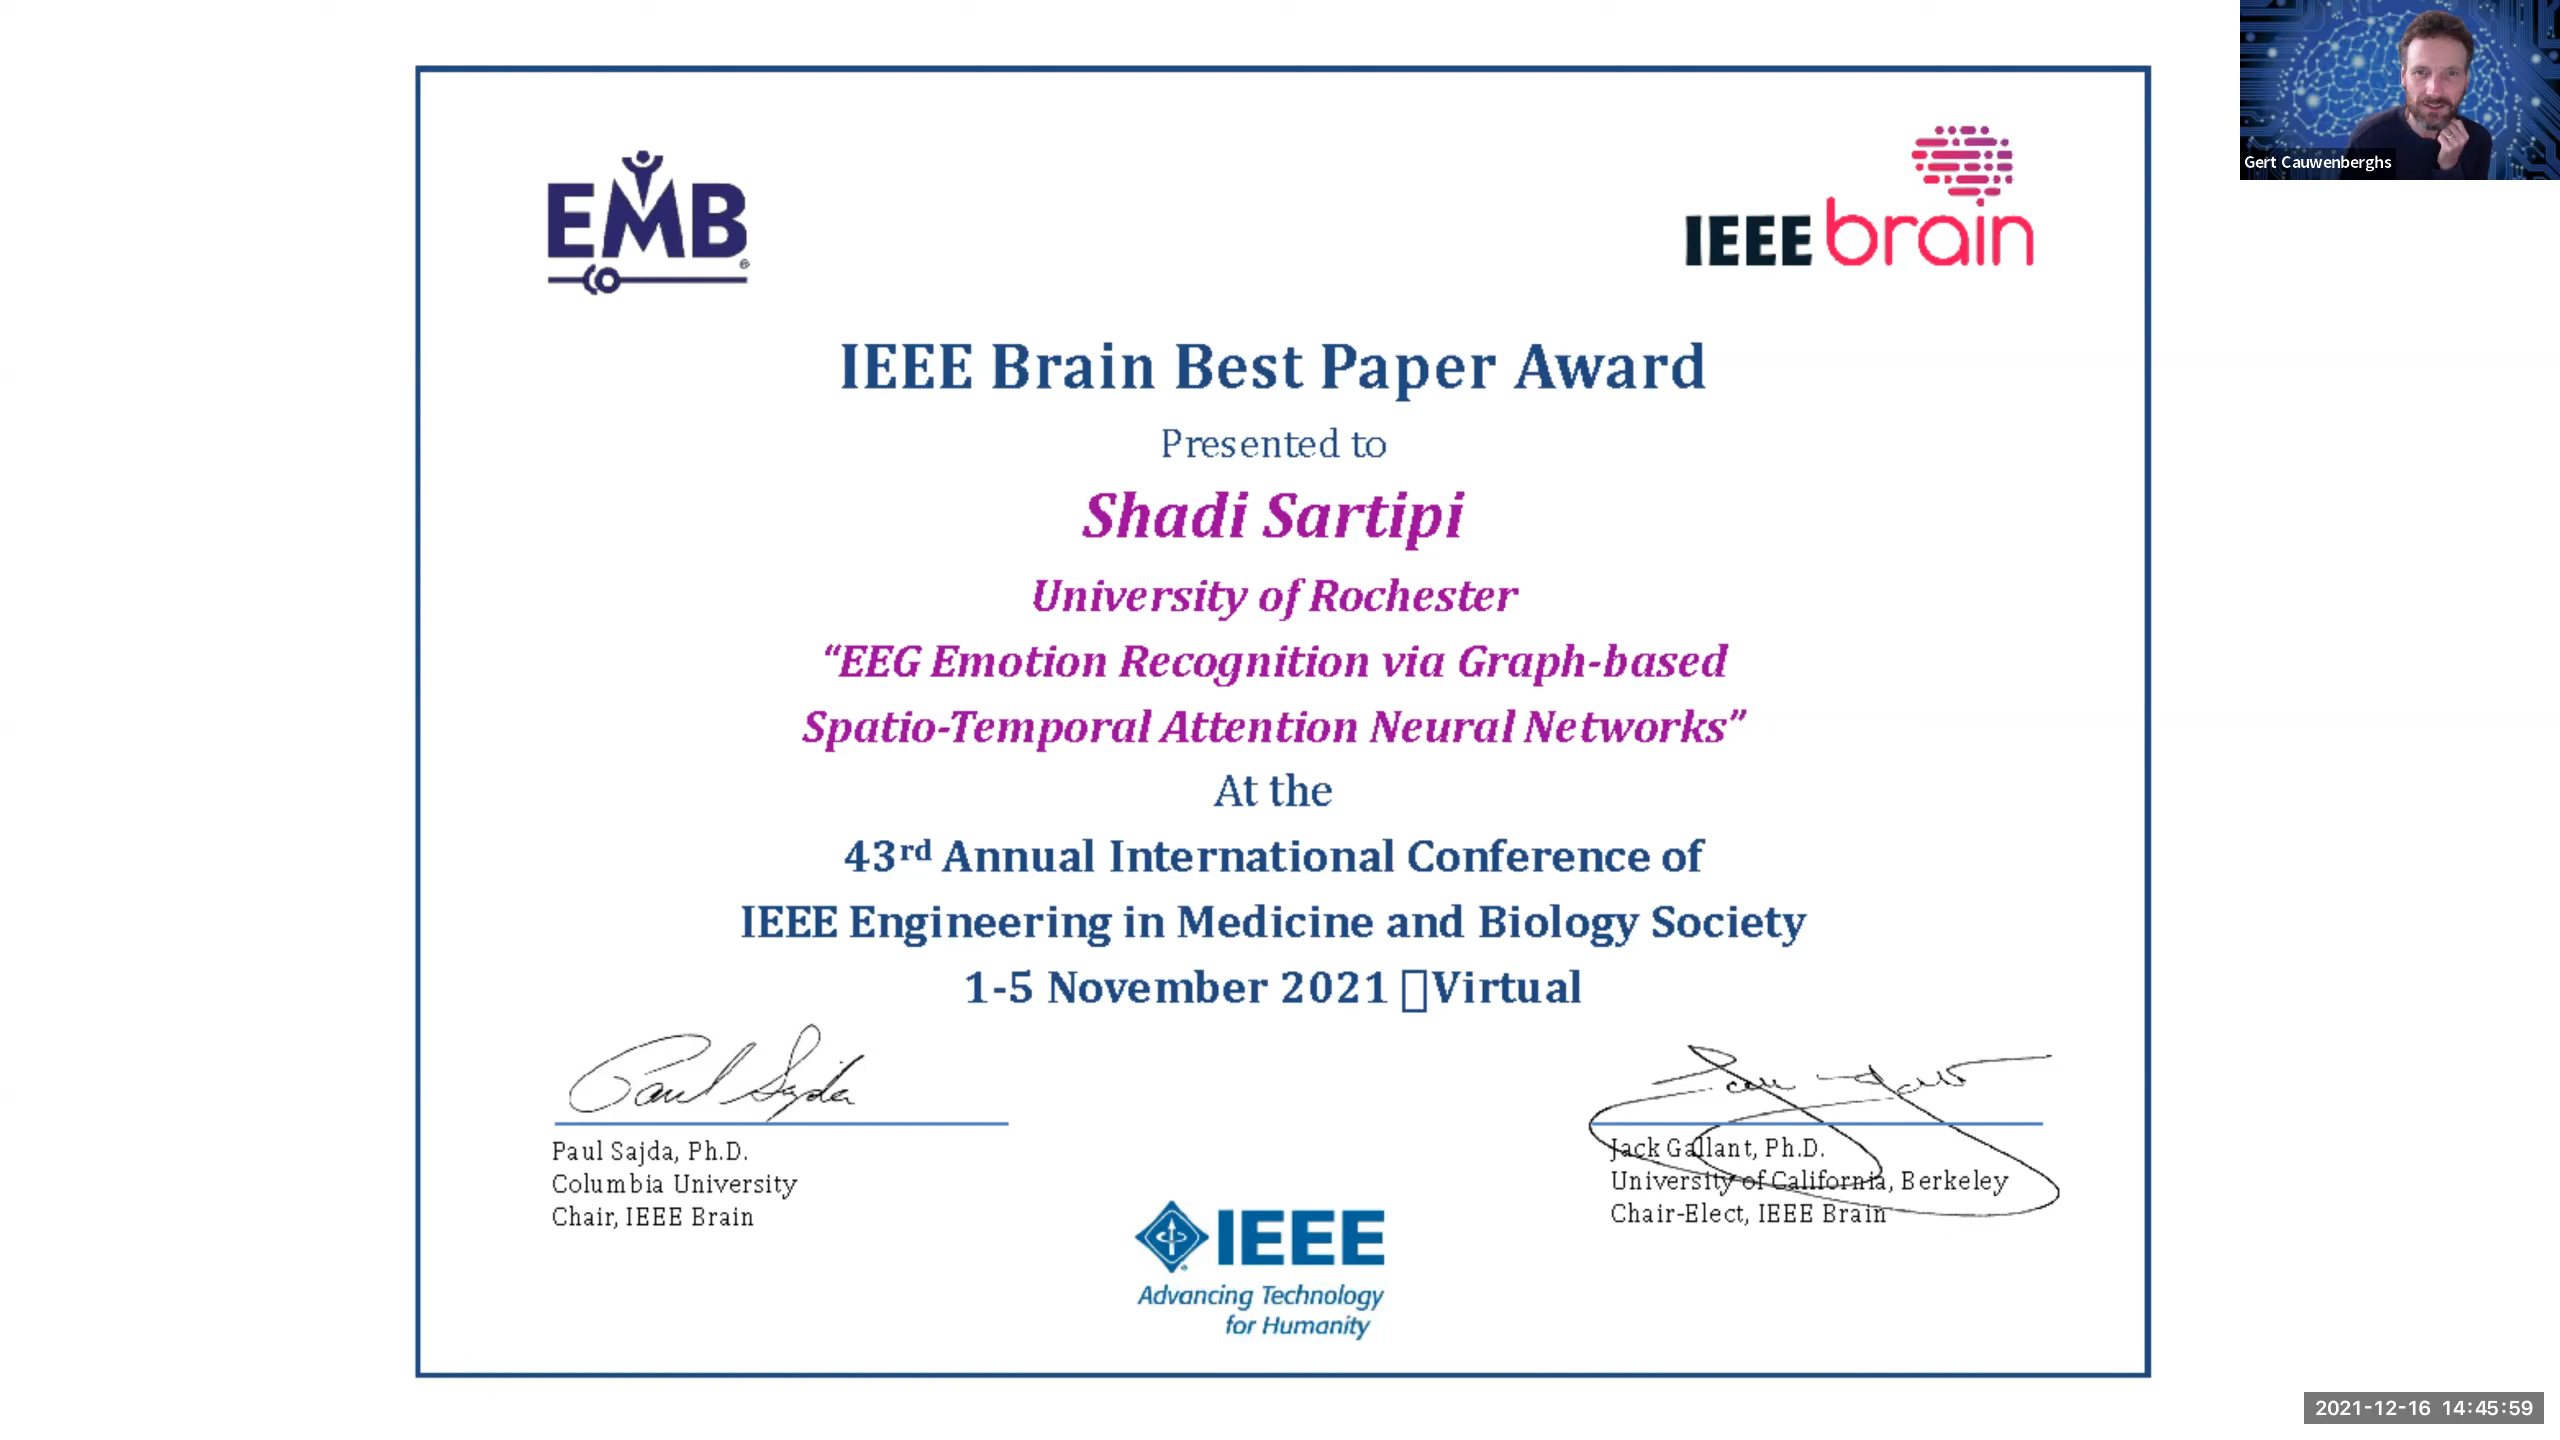 EMB
®
IEEE brain
IEEE Brain Best Paper Award
Presented to
Shadi Sartipi
University of Rochester
“EEG Emotion Recognition via Graph-based
Spatio-Temporal Attention Neural Networks”
At the
43rd Annual International Conference of
IEEE Engineering in Medicine and Biology Society
1-5 November 2021 Virtual
Paul Sajda
Paul Sajda, Ph.D.
Columbia University
Chair, IEEE Brain
Jack Gallant, Ph.D.
University of California, Berkeley
Chair-Elect, IEEE Brain
IEEE
Advancing Technology
for Humanity
Gert Cauwenberghs
2021-12-16 14:45:59